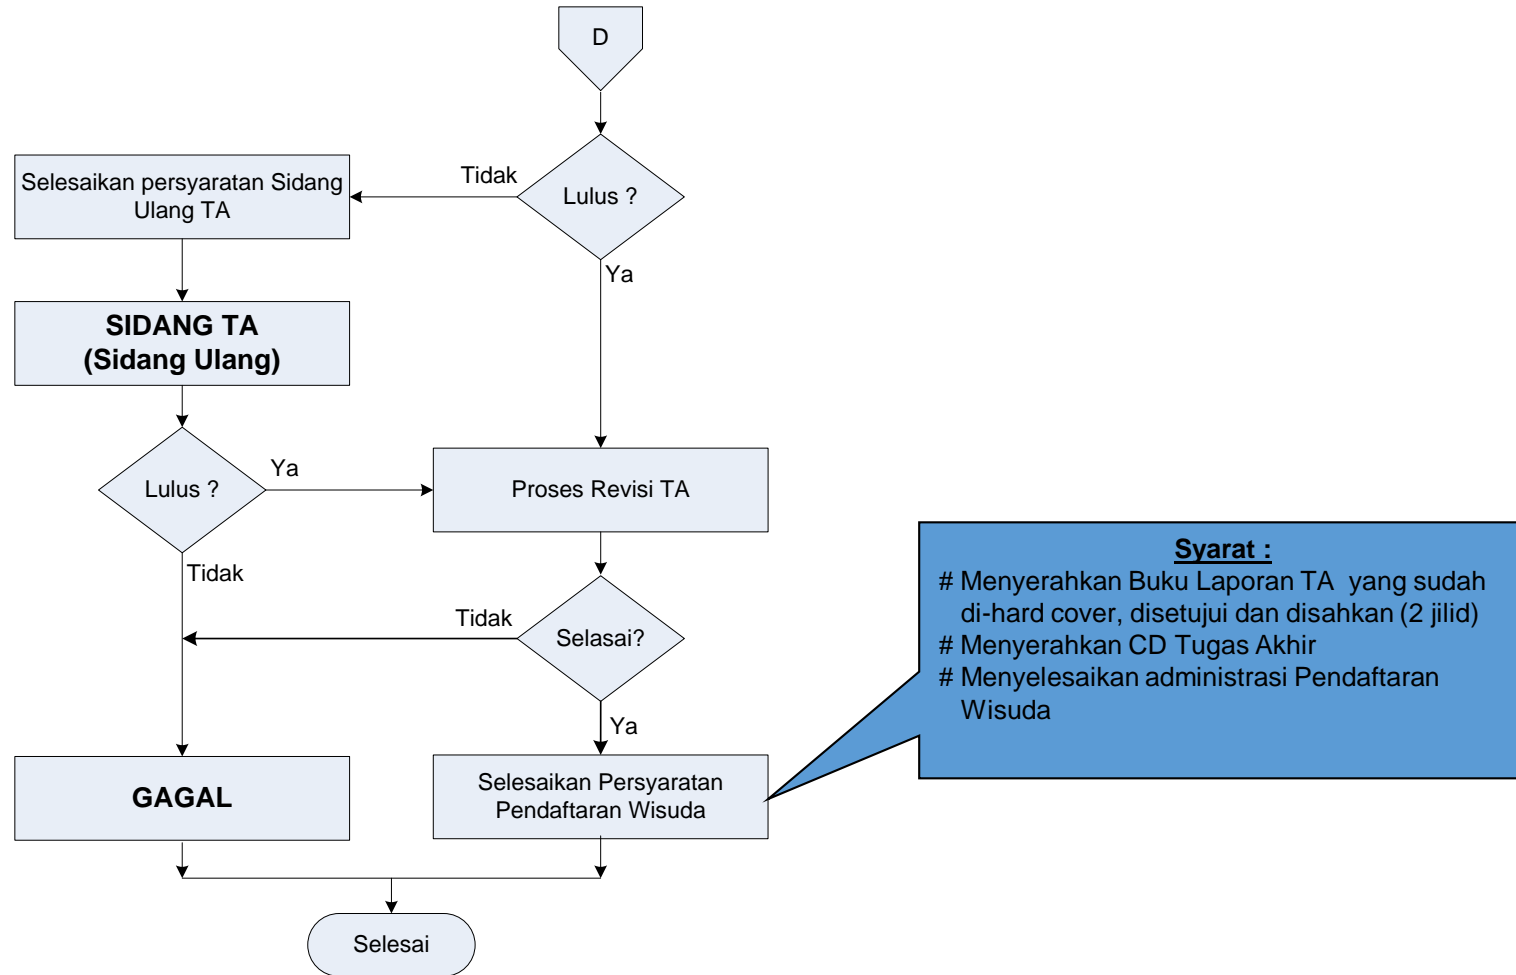 D
Lulus ?
Tidak
Selesaikan persyaratan Sidang
Ulang TA
Ya
SIDANG TA
(Sidang Ulang)
Lulus ?
Ya
Proses Revisi TA
Tidak
Tidak
Selasai?
Ya
Syarat :
# Menyerahkan Buku Laporan TA yang sudah
di-hard cover, disetujui dan disahkan (2 jilid)
# Menyerahkan CD Tugas Akhir
# Menyelesaikan administrasi Pendaftaran
Wisuda
GAGAL
Selesaikan Persyaratan
Pendaftaran Wisuda
Selesai